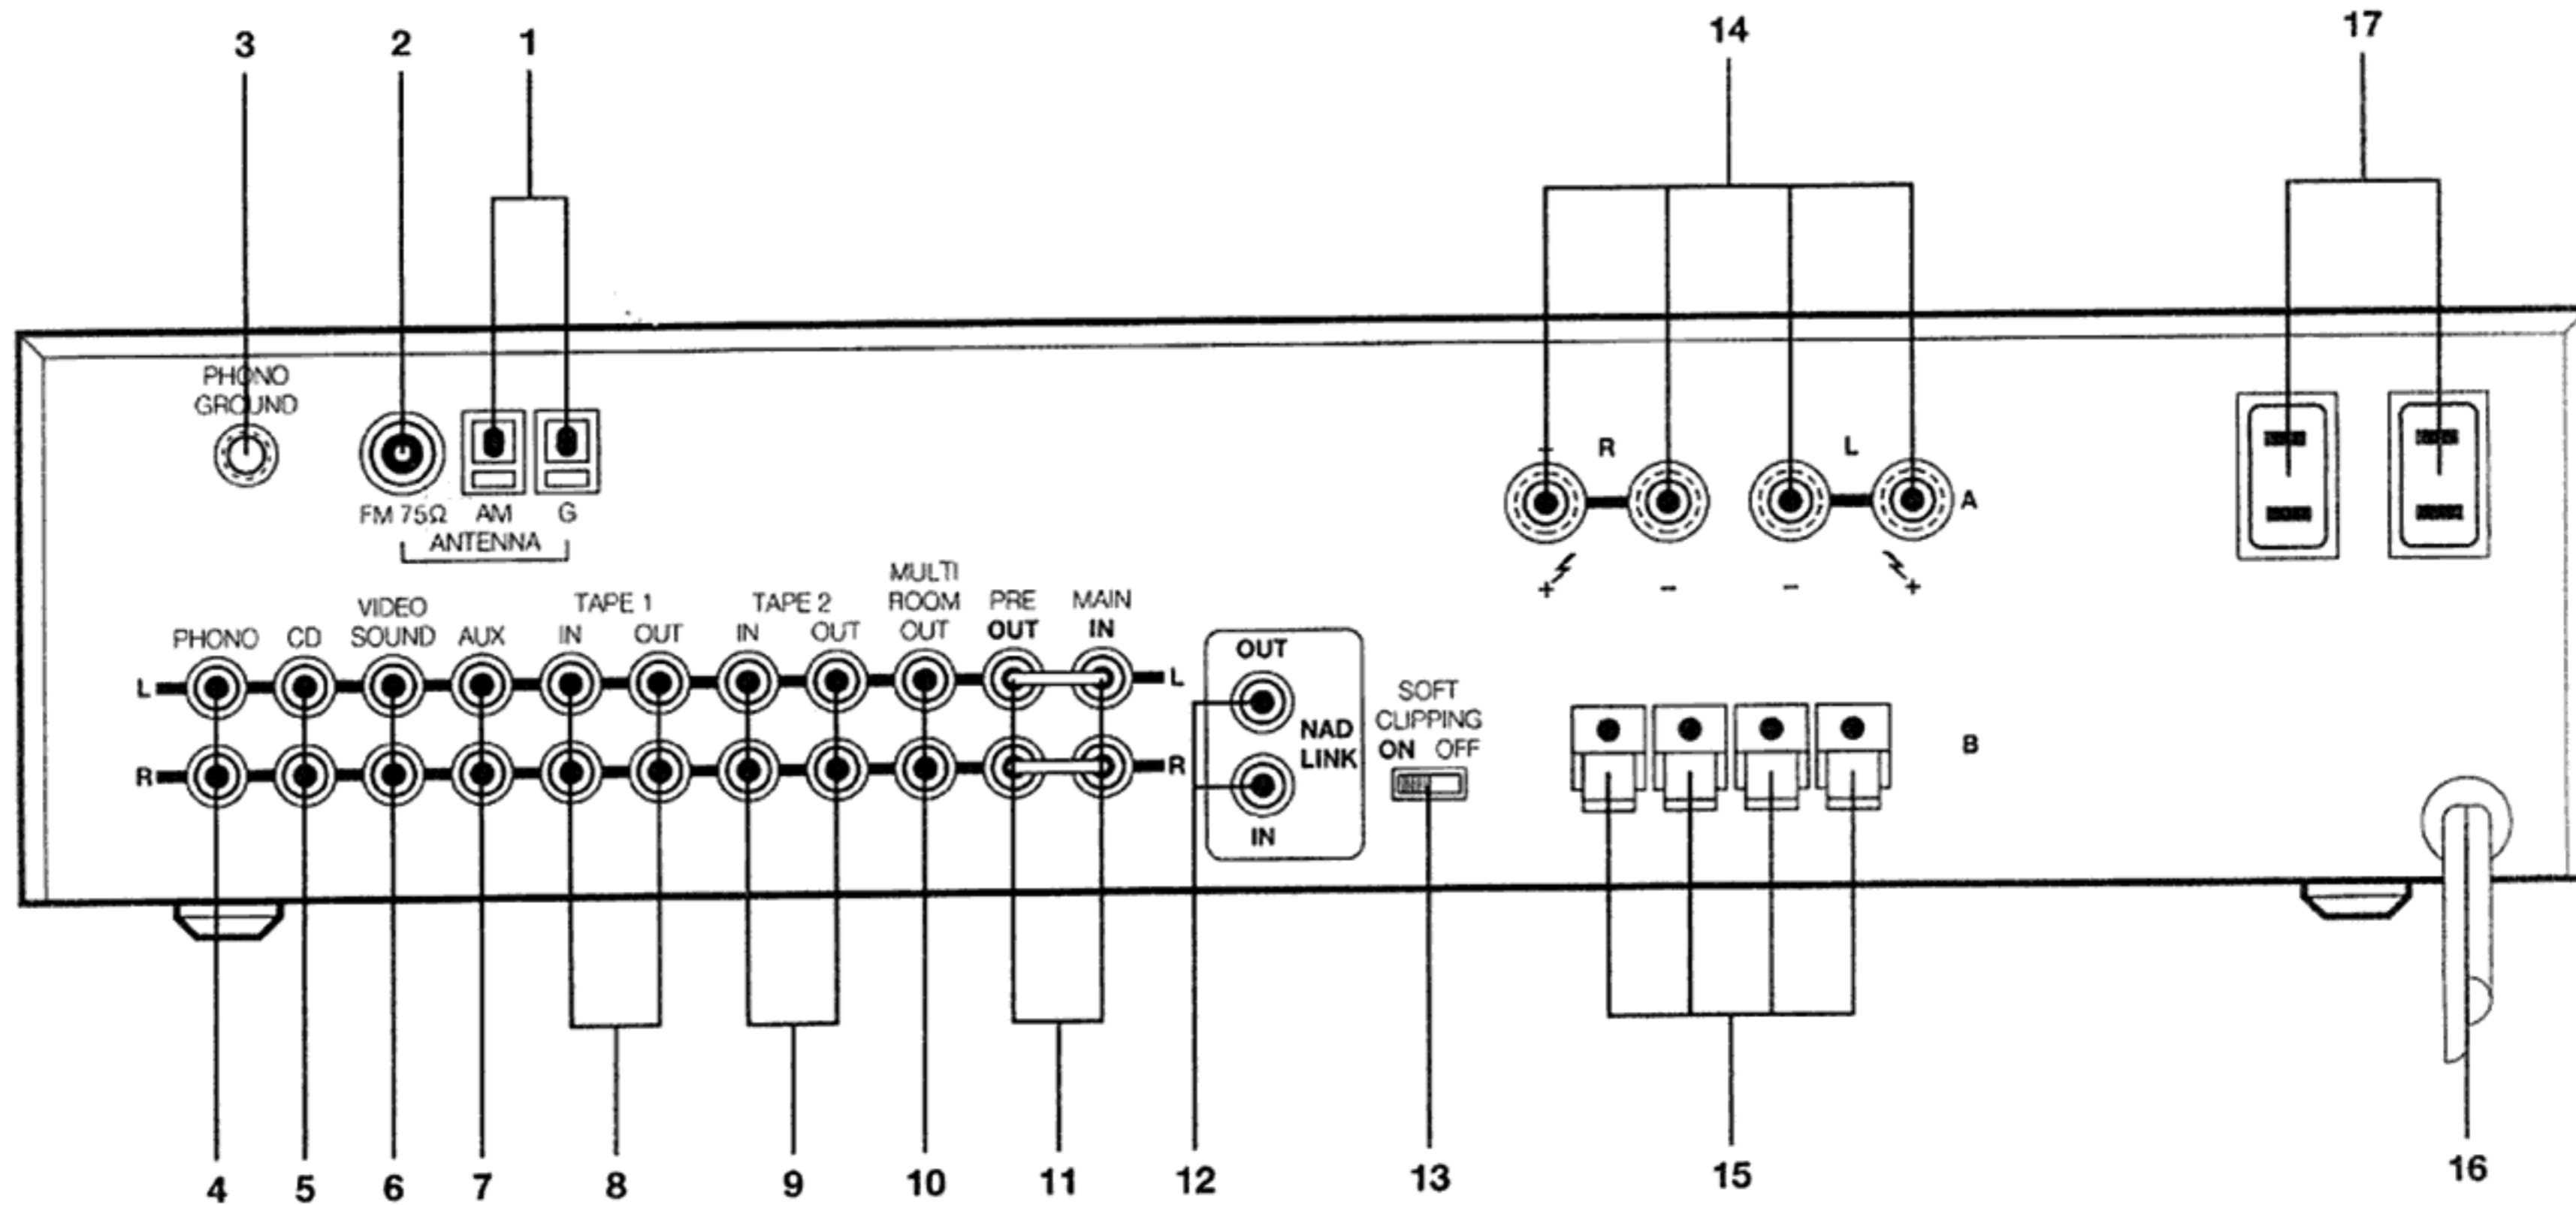 3 2 1 14 17
PHONO
GROUND
FM 75Ω AM G
ANTENNA
- R L
A
+ - - +
MULTI
VIDEO TAPE 1 TAPE 2 ROOM PRE MAIN
PHONO CD SOUND AUX IN OUT IN OUT OUT OUT IN
L L
R R
OUT
NAD
LINK
IN
SOFT
CLIPPING
ON OFF
B
4 5 6 7 8 9 10 11 12 13 15 16